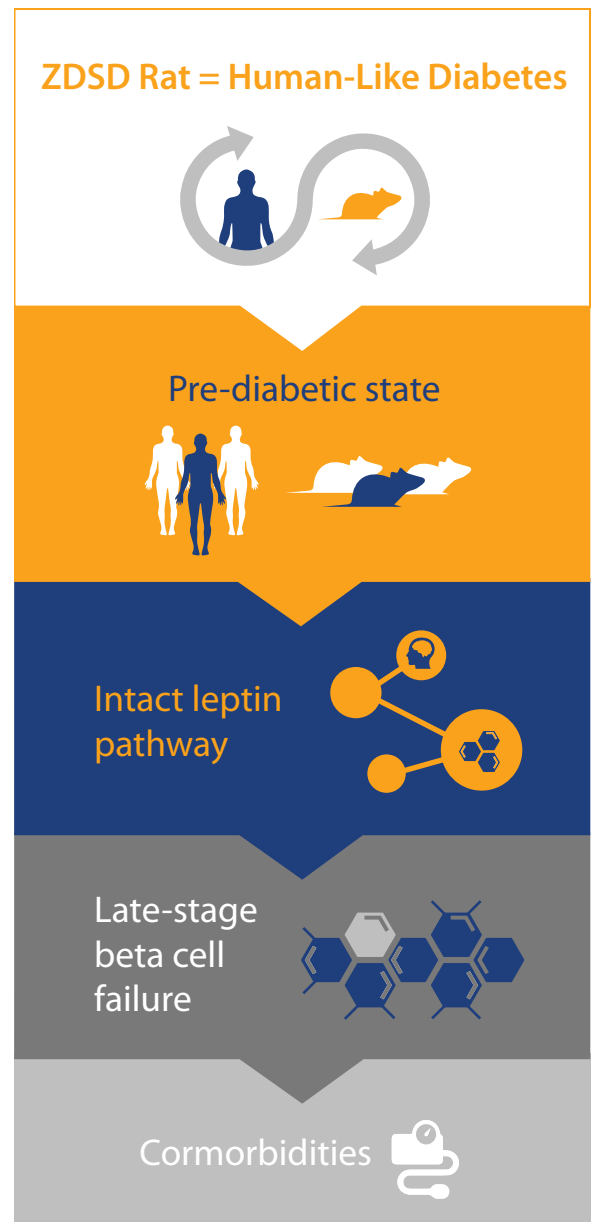 ZDSD Rat = Human-Like Diabetes
Pre-diabetic state
Intact leptin
pathway
Late-stage
beta cell
failure
Cormorbidities